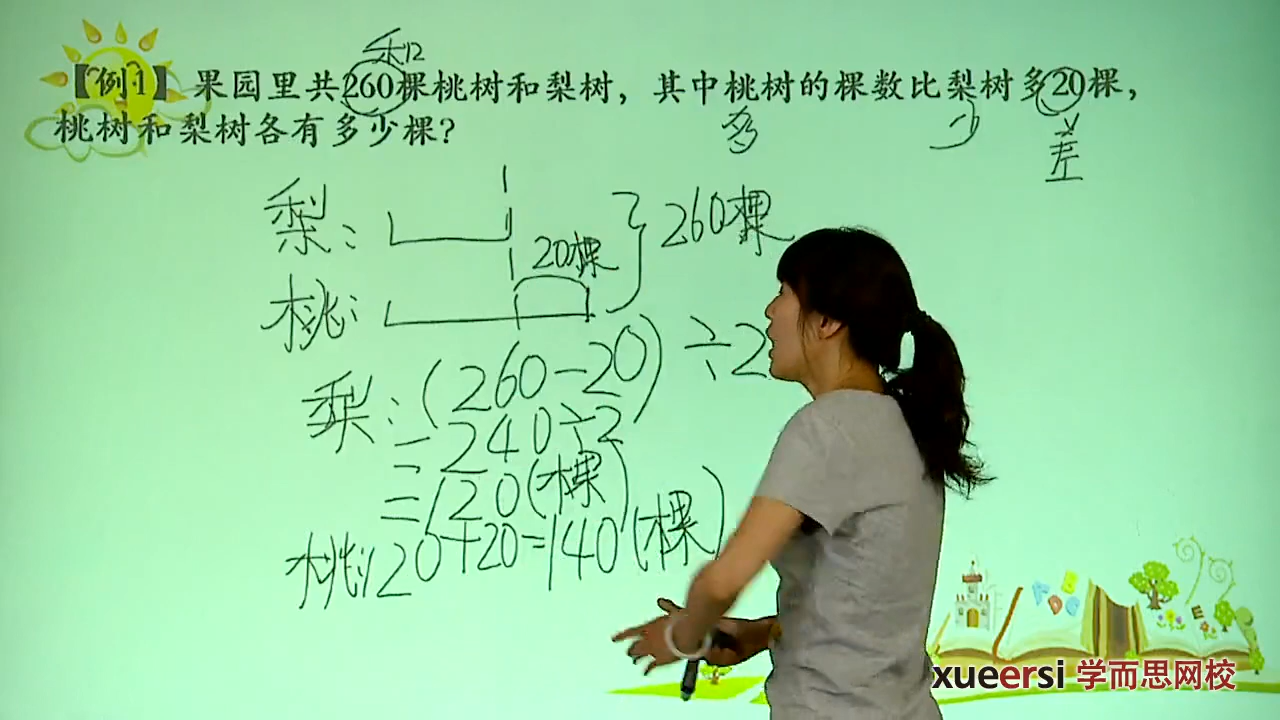 和
【例1】 果园里共260棵桃树和梨树，其中桃树的棵数比梨树多20棵，
桃树和梨树各有多少棵？
多 少 差
梨：
20棵
260棵
桃：
梨：(260-20)÷2
=240÷2
=120(棵)
桃：120+20=140(棵)
xueersi 学而思网校